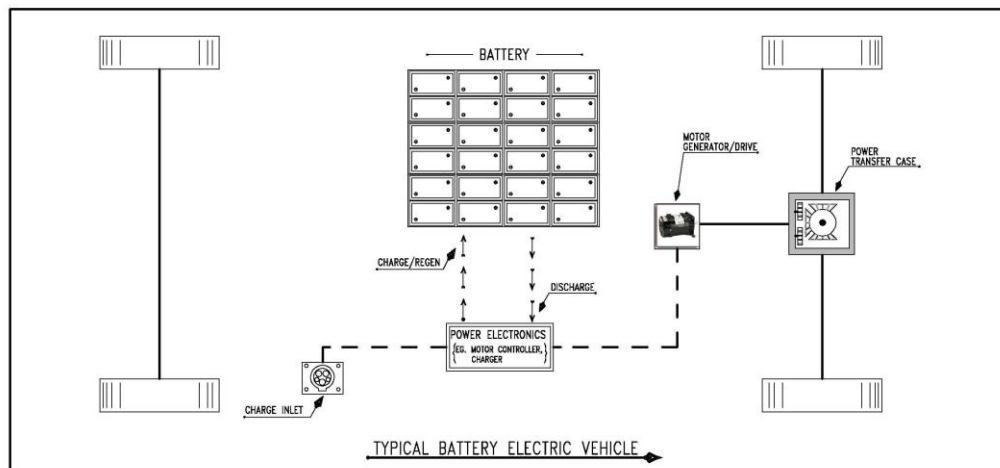 BATTERY
MOTOR
GENERATOR/DRIVE
POWER
TRANSFER CASE
CHARGE/REGEN
DISCHARGE
POWER ELECTRONICS
{EG. MOTOR CONTROLLER,
CHARGER}
CHARGE INLET
TYPICAL BATTERY ELECTRIC VEHICLE